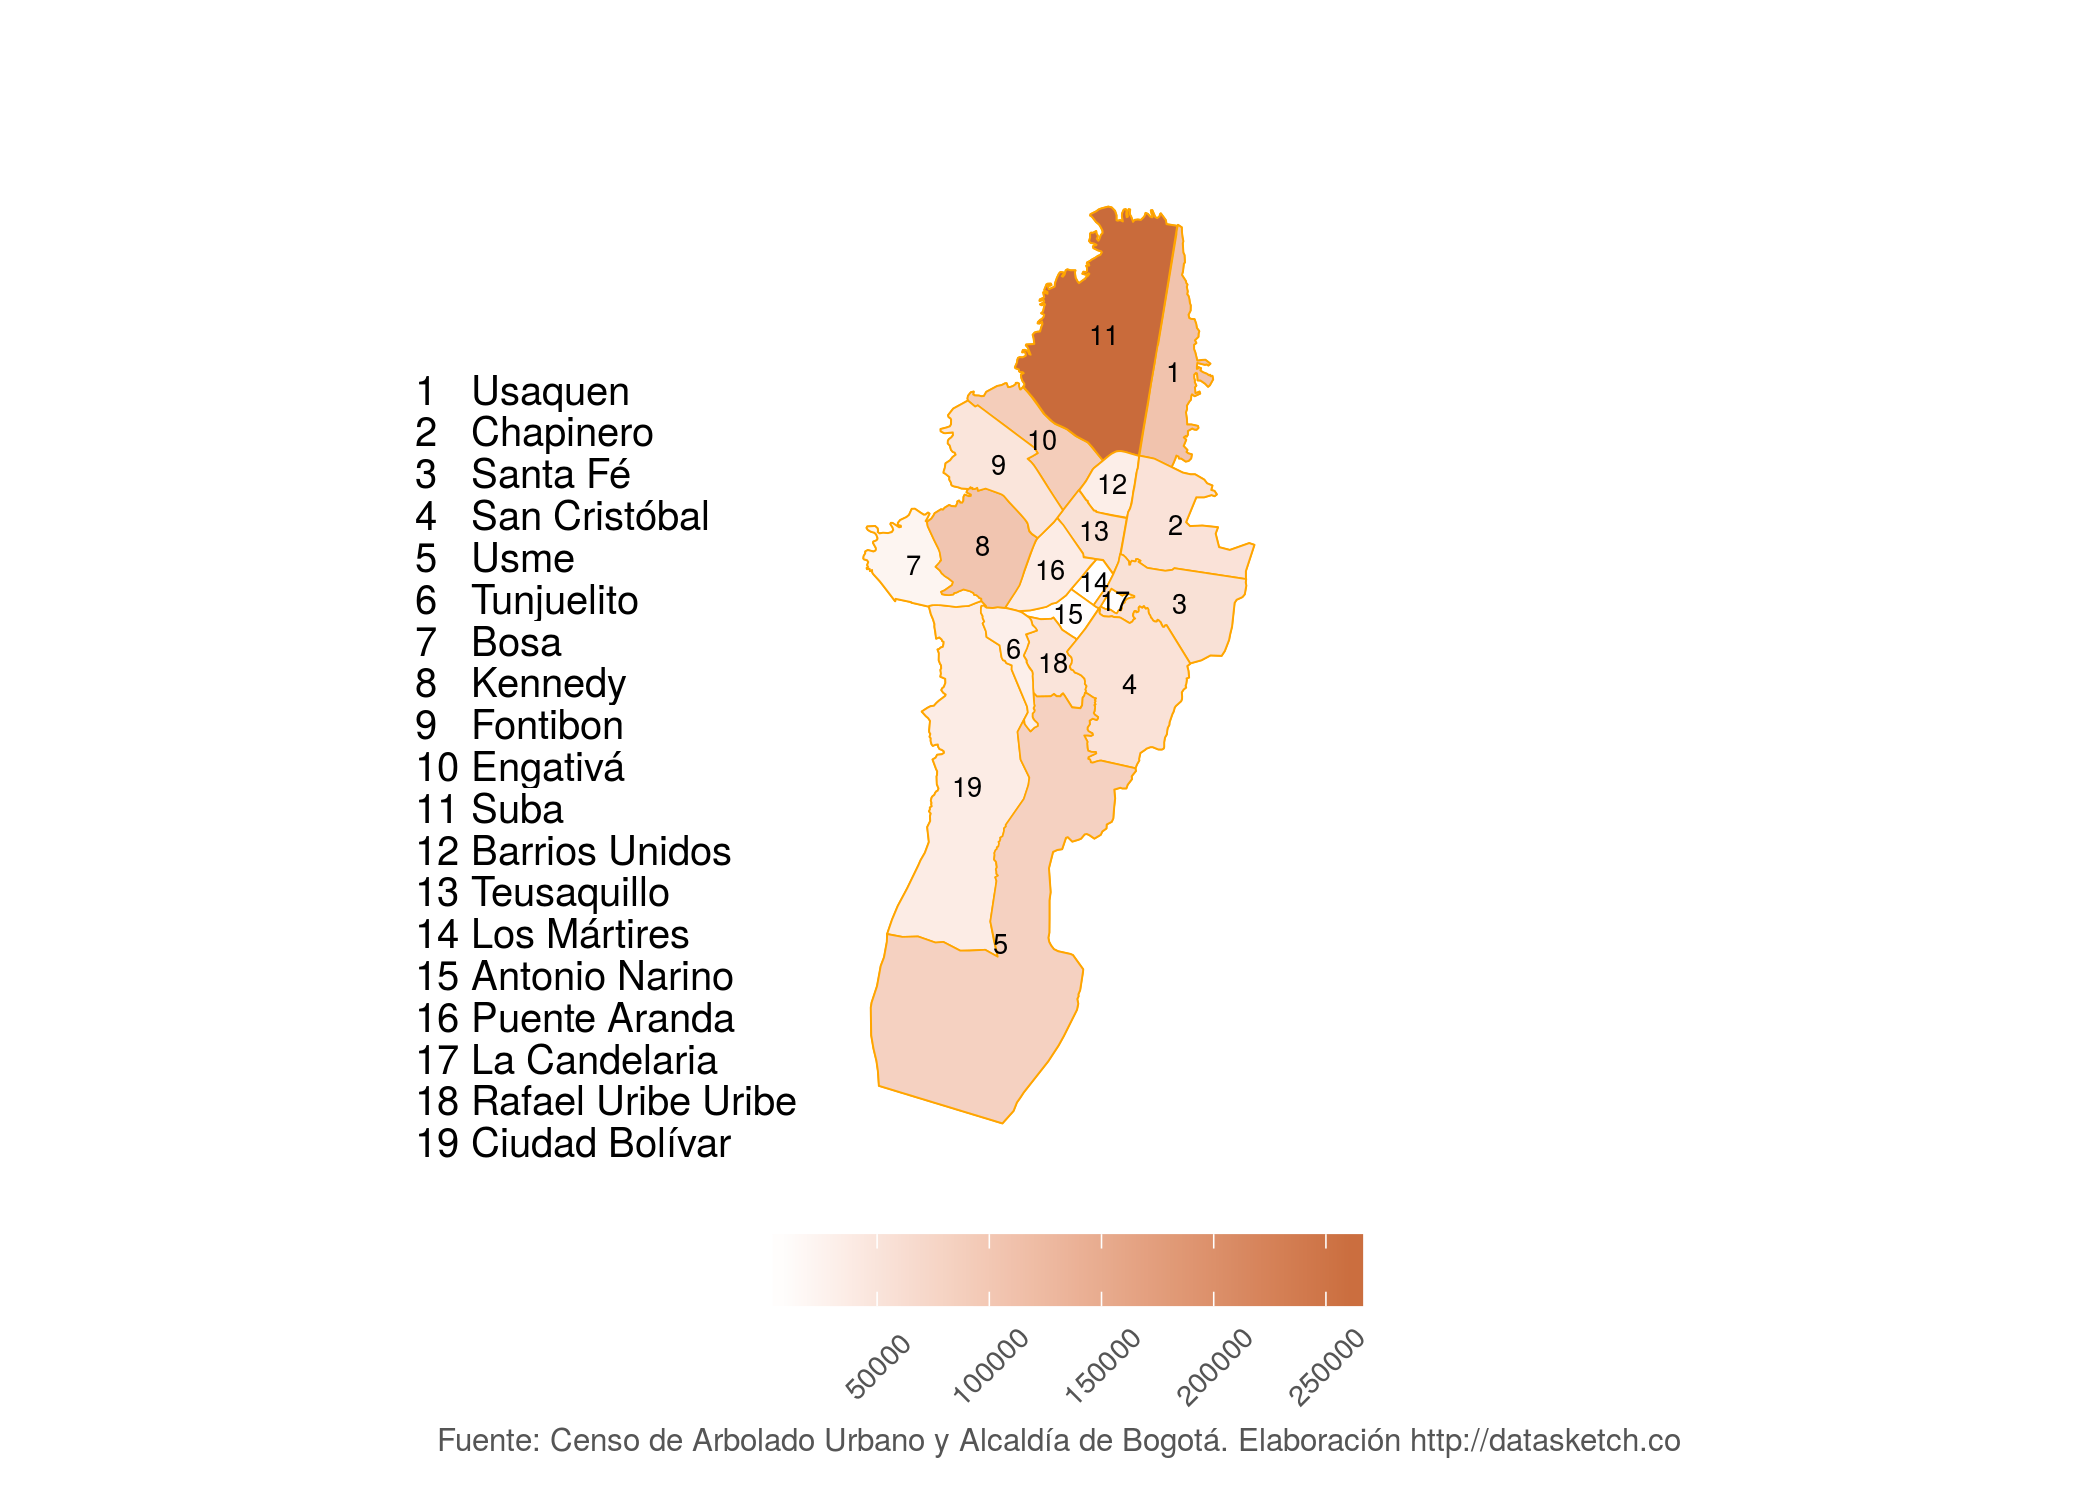 1 Usaquen
2 Chapinero
3 Santa Fé
4 San Cristóbal
5 Usme
6 Tunjuelito
7 Bosa
8 Kennedy
9 Fontibon
10 Engativá
11 Suba
12 Barrios Unidos
13 Teusaquillo
14 Los Mártires
15 Antonio Narino
16 Puente Aranda
17 La Candelaria
18 Rafael Uribe Uribe
19 Ciudad Bolívar
11
1
10
9
12
2
13
8
7
16
14
17
3
15
6
18
4
19
5
50000 100000 150000 200000 250000
Fuente: Censo de Arbolado Urbano y Alcaldía de Bogotá. Elaboración http://datasketch.co